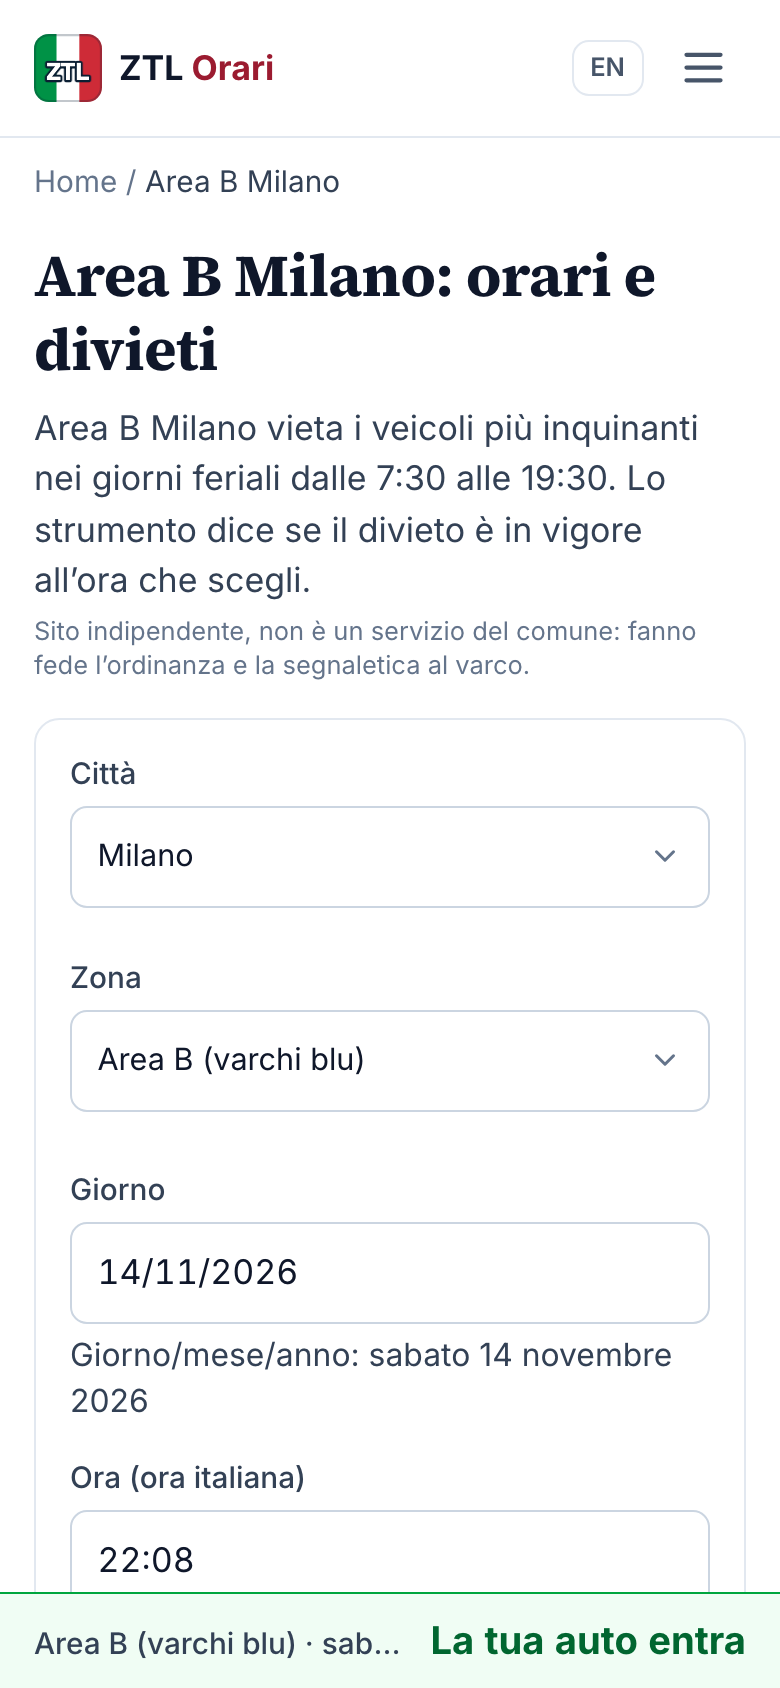 ZTL
ZTL Orari
EN
Home / Area B Milano
Area B Milano: orari e
divieti
Area B Milano vieta i veicoli più inquinanti
nei giorni feriali dalle 7:30 alle 19:30. Lo
strumento dice se il divieto è in vigore
all’ora che scegli.
Sito indipendente, non è un servizio del comune: fanno
fede l’ordinanza e la segnaletica al varco.
Città
Milano
Zona
Area B (varchi blu)
Giorno
14/11/2026
Giorno/mese/anno: sabato 14 novembre
2026
Ora (ora italiana)
22:08
Area B (varchi blu) · sab... La tua auto entra